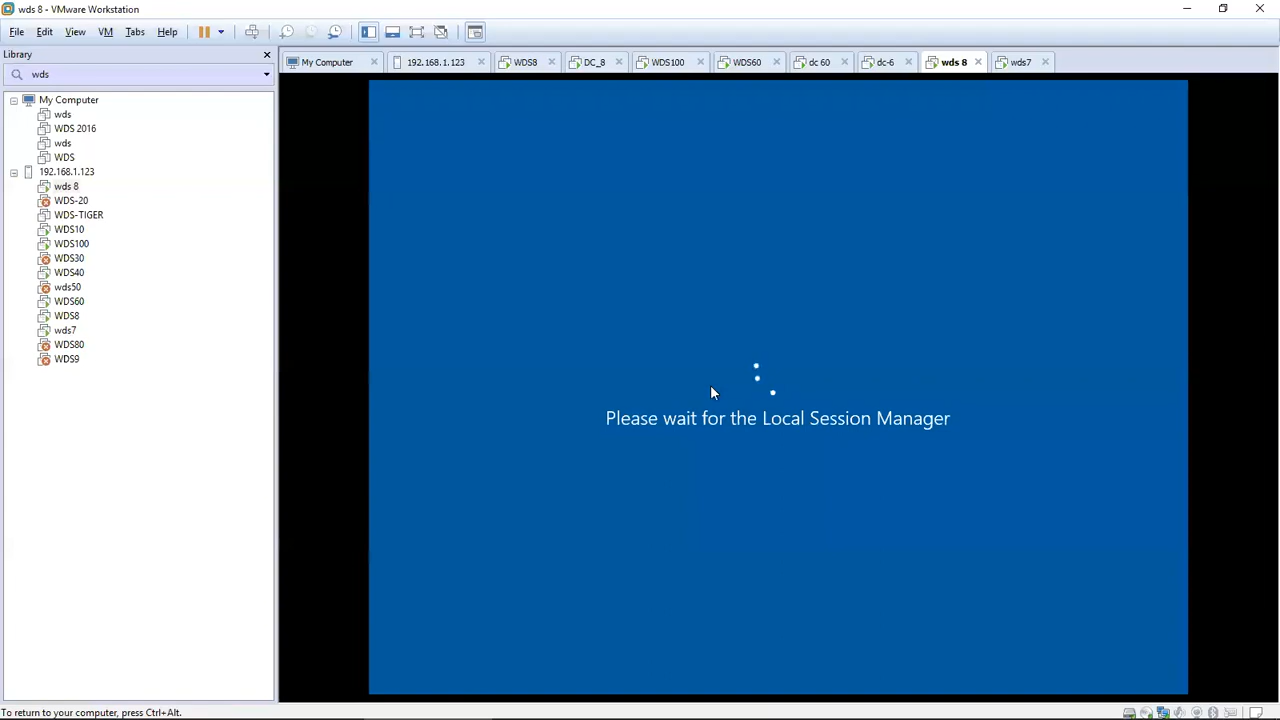 wds 8 - VMware Workstation
File Edit View VM Tabs Help
Library
wds
My Computer
wds
WDS 2016
wds
WDS
192.168.1.123
wds 8
WDS-20
WDS-TIGER
WDS10
WDS100
WDS30
WDS40
wds50
WDS60
WDS8
wds7
WDS80
WDS9
My Computer 192.168.1.123 WDS8 DC_8 WDS100 WDS60 dc 60 dc-6 wds 8 wds7
Please wait for the Local Session Manager
To return to your computer, press Ctrl+Alt.